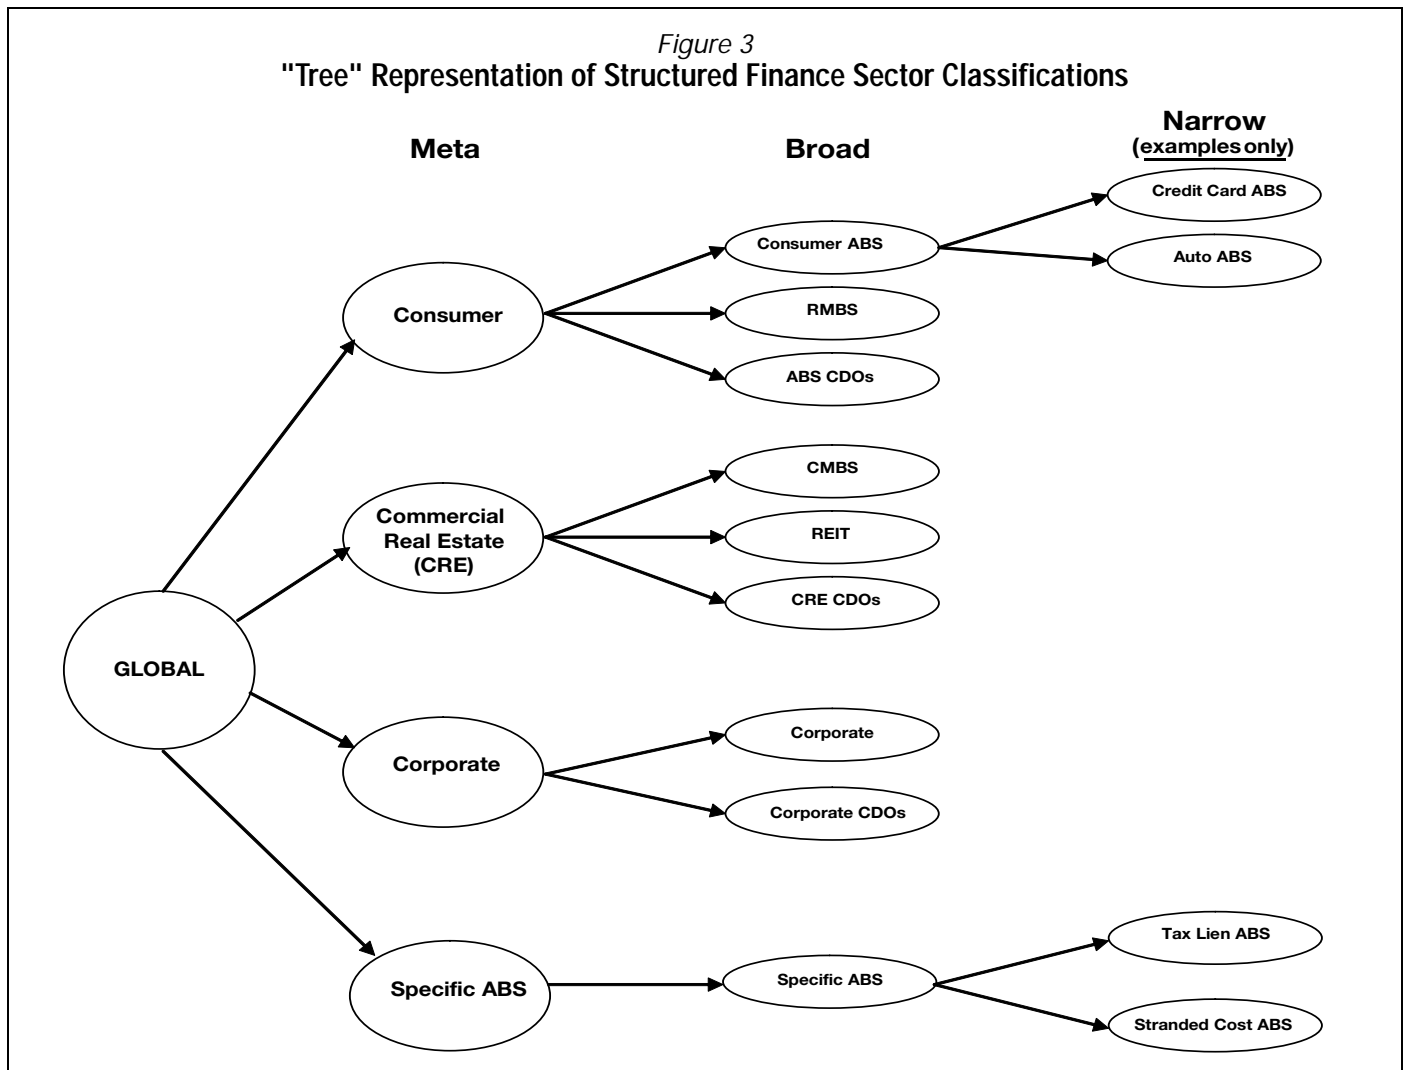 Figure 3
"Tree" Representation of Structured Finance Sector Classifications
Meta
Broad
Narrow
(examples only)
Credit Card ABS
Consumer ABS
Auto ABS
Consumer
RMBS
ABS CDOs
CMBS
Commercial
Real Estate
(CRE)
REIT
CRE CDOs
GLOBAL
Corporate
Corporate
Corporate CDOs
Tax Lien ABS
Specific ABS
Specific ABS
Stranded Cost ABS